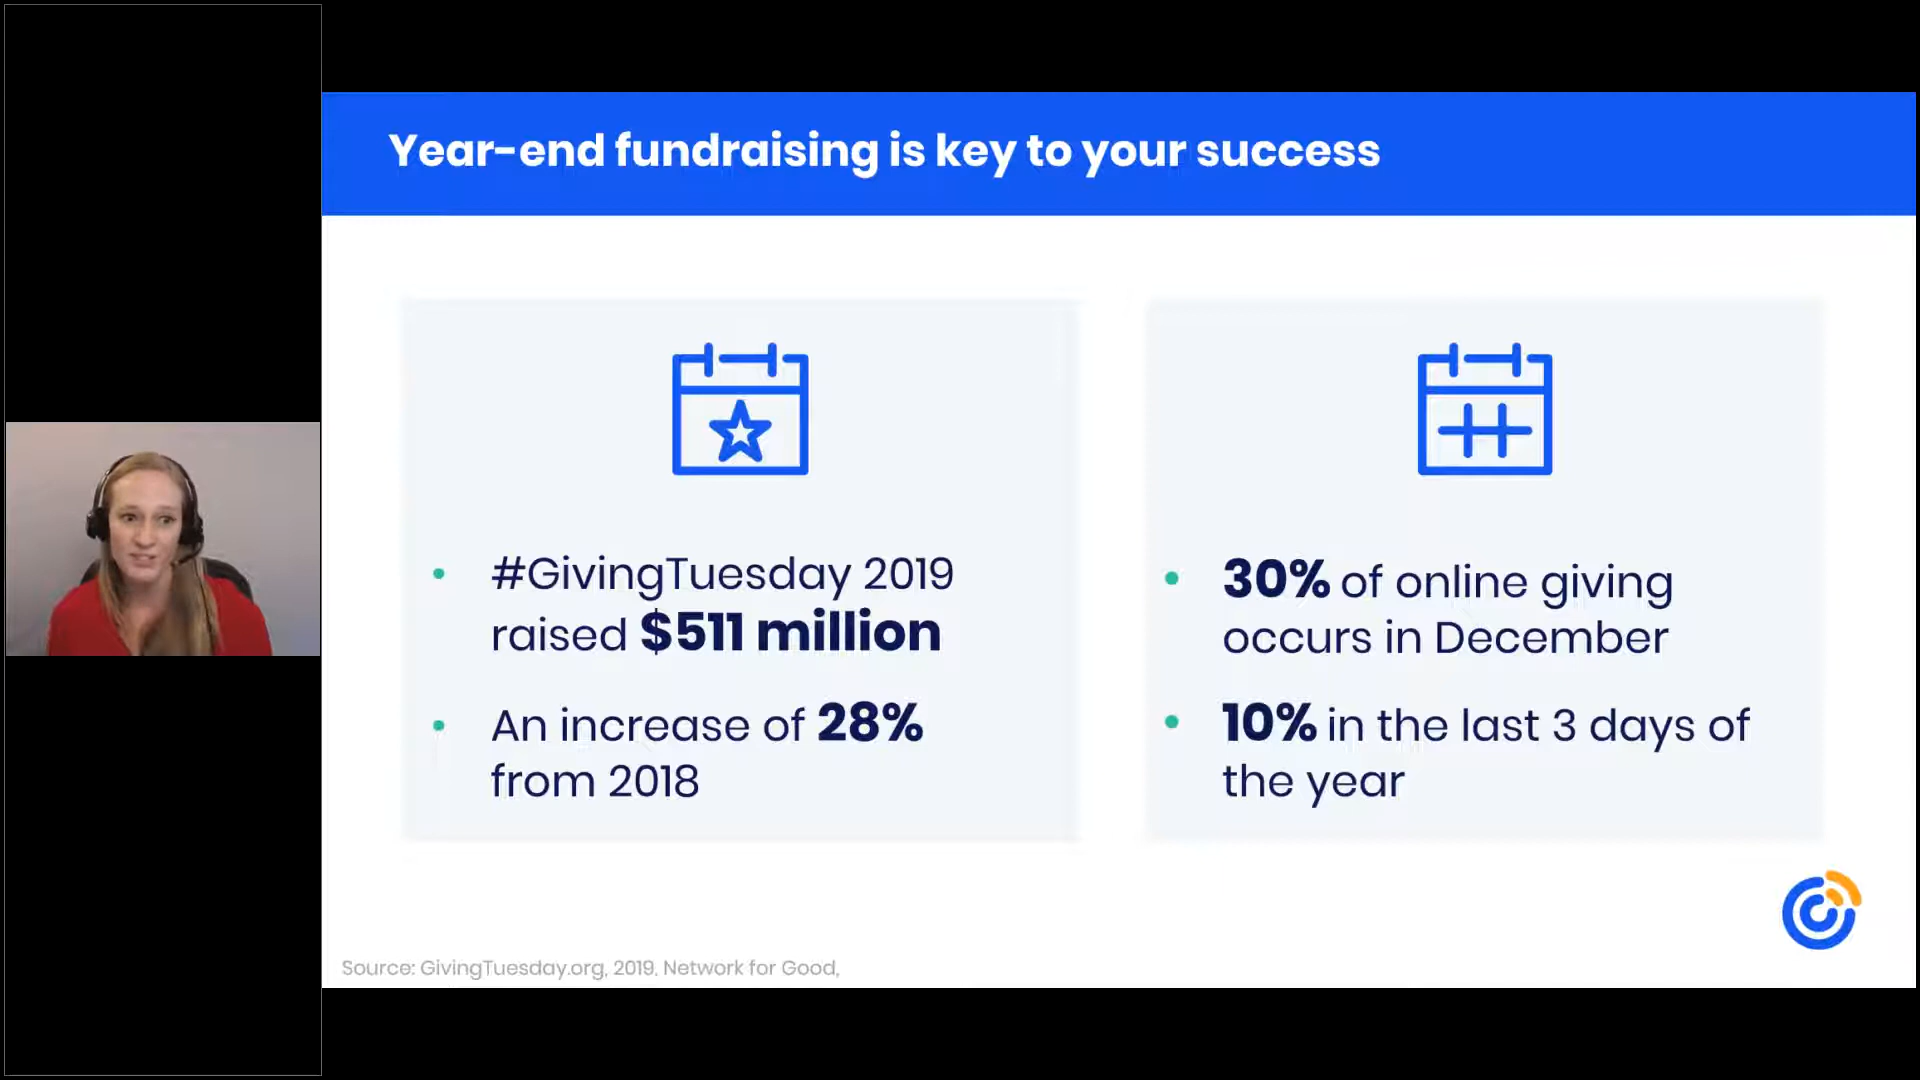 Year-end fundraising is key to your success
#GivingTuesday 2019
raised $511 million
An increase of 28%
from 2018
30% of online giving
occurs in December
10% in the last 3 days of
the year
Source: GivingTuesday.org, 2019, Network for Good,